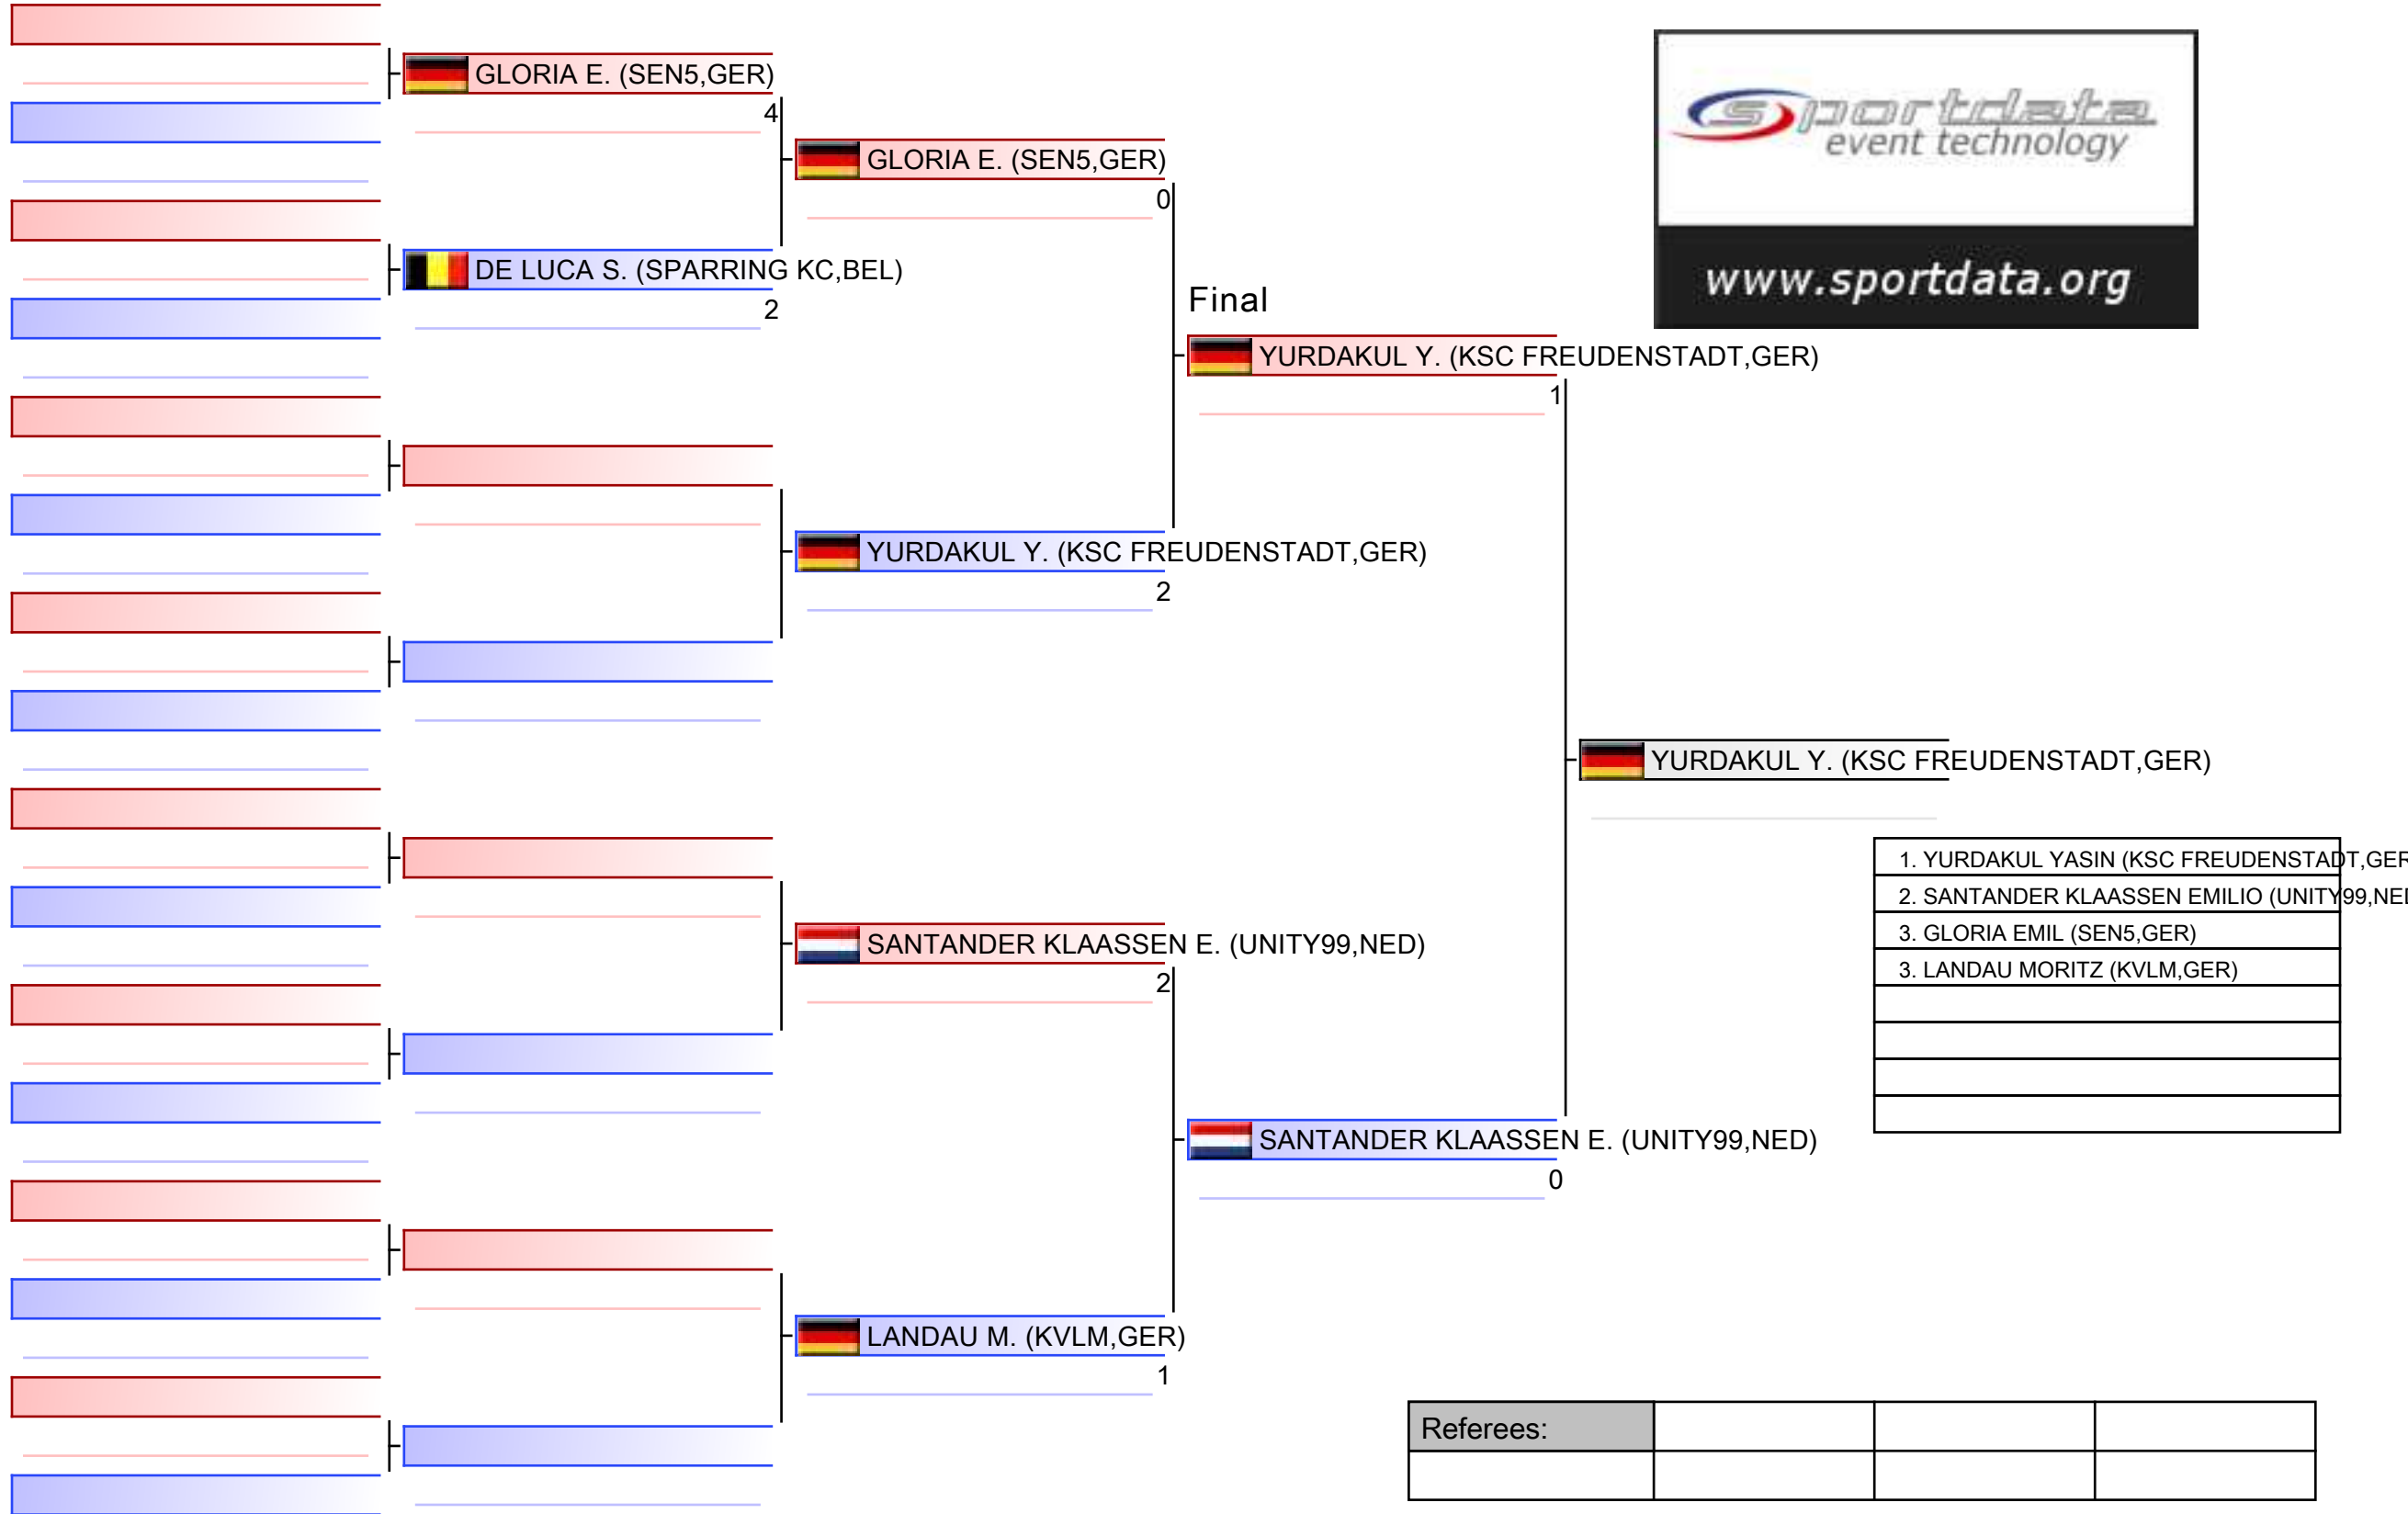 GLORIA E. (SEN5,GER)
4
DE LUCA S. (SPARRING KC,BEL)
2
GLORIA E. (SEN5,GER)
0
YURDAKUL Y. (KSC FREUDENSTADT,GER)
2
SANTANDER KLAASSEN E. (UNITY99,NED)
2
LANDAU M. (KVLM,GER)
1
Final
YURDAKUL Y. (KSC FREUDENSTADT,GER)
1
SANTANDER KLAASSEN E. (UNITY99,NED)
0
YURDAKUL Y. (KSC FREUDENSTADT,GER)
sportdata
event technology
www.sportdata.org
1. YURDAKUL YASIN (KSC FREUDENSTADT,GER
2. SANTANDER KLAASSEN EMILIO (UNITY99,NED
3. GLORIA EMIL (SEN5,GER)
3. LANDAU MORITZ (KVLM,GER)
Referees: